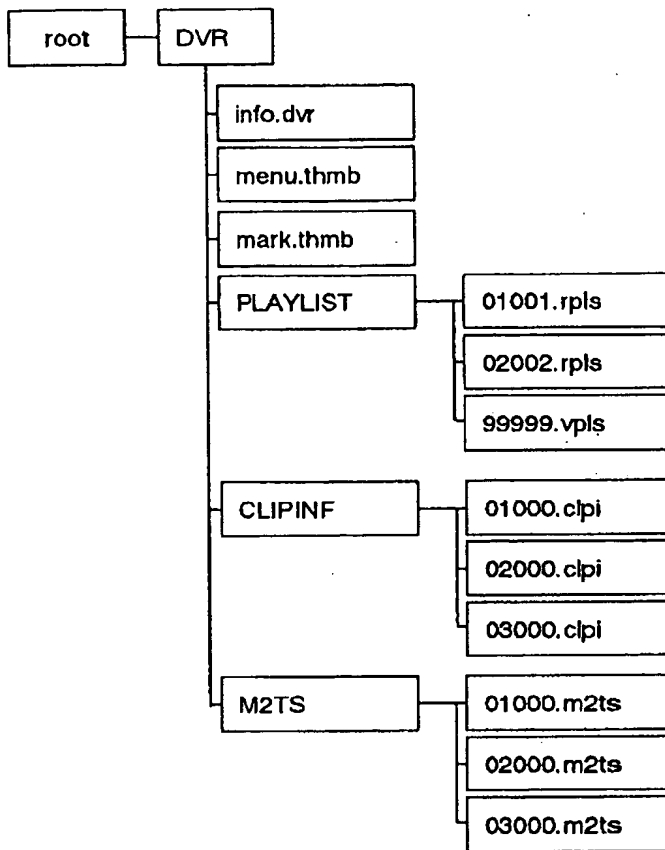 root
DVR
info.dvr
menu.thmb
mark.thmb
PLAYLIST
01001.rpls
02002.rpls
99999.vpls
CLIPINF
01000.clpi
02000.clpi
03000.clpi
M2TS
01000.m2ts
02000.m2ts
03000.m2ts